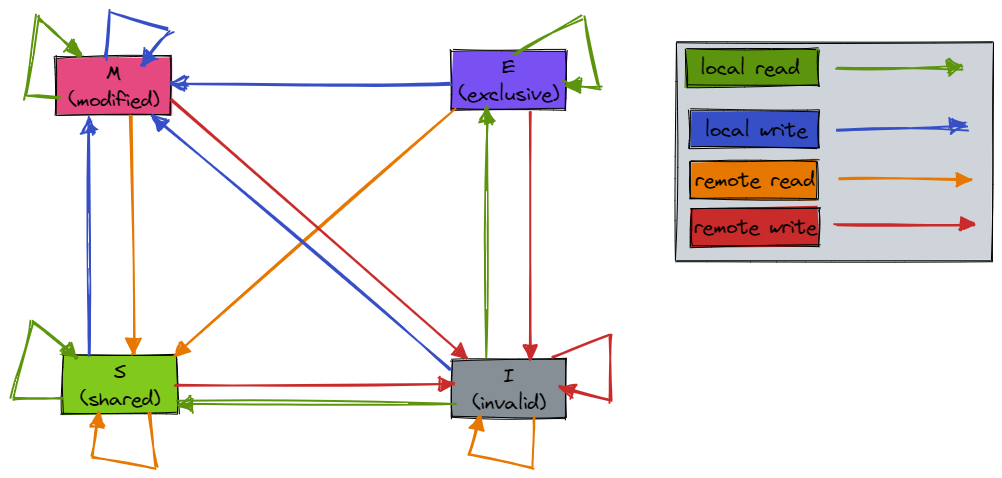 M
(modified)
E
(exclusive)
S
(shared)
I
(invalid)
local read
local write
remote read
remote write